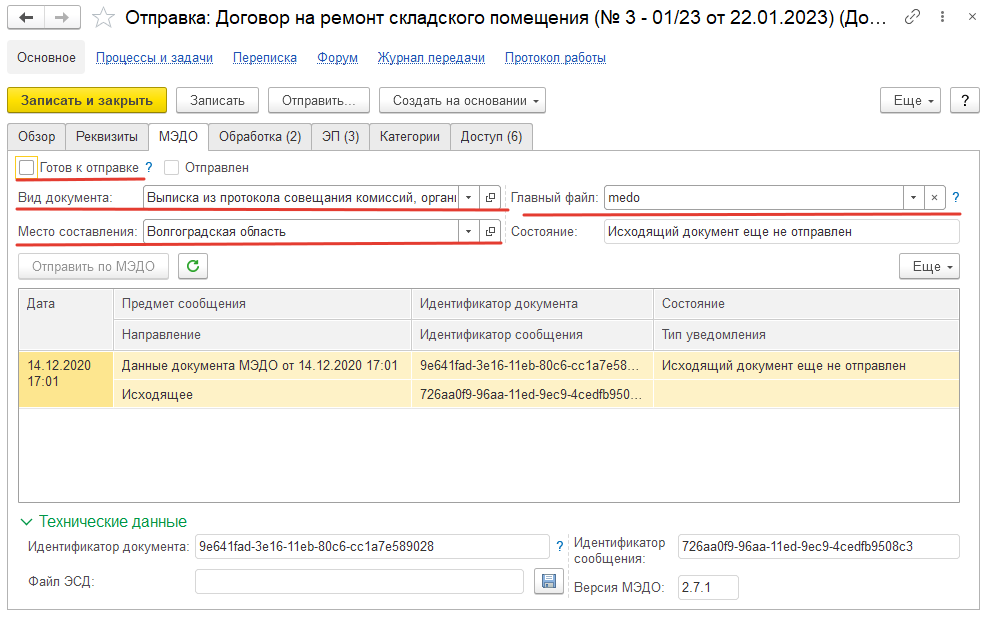 Отправка: Договор на ремонт складского помещения (№ 3 - 01/23 от 22.01.2023) (До...
Основное Процессы и задачи Переписка Форум Журнал передачи Протокол работы
Записать и закрыть Записать Отправить... Создать на основании Еще ?
Обзор Реквизиты МЭДО Обработка (2) ЭП (3) Категории Доступ (6)
Готов к отправке ? Отправлен
Вид документа: Выписка из протокола совещания комиссий, орган Главный файл: medo ?
Место составления: Волгоградская область Состояние: Исходящий документ еще не отправлен
Отправить по МЭДО Еще
Дата Предмет сообщения Идентификатор документа Состояние
Направление Идентификатор сообщения Тип уведомления
14.12.2020 Данные документа МЭДО от 14.12.2020 17:01 9e641fad-3e16-11eb-80c6-cc1a7e58... Исходящий документ еще не отправлен
17:01
Исходящее 726aa0f9-96aa-11ed-9ec9-4cedfb950...
Технические данные
Идентификатор документа: 9e641fad-3e16-11eb-80c6-cc1a7e589028 ? Идентификатор сообщения: 726aa0f9-96aa-11ed-9ec9-4cedfb9508c3
Файл ЭСД: Версия МЭДО: 2.7.1